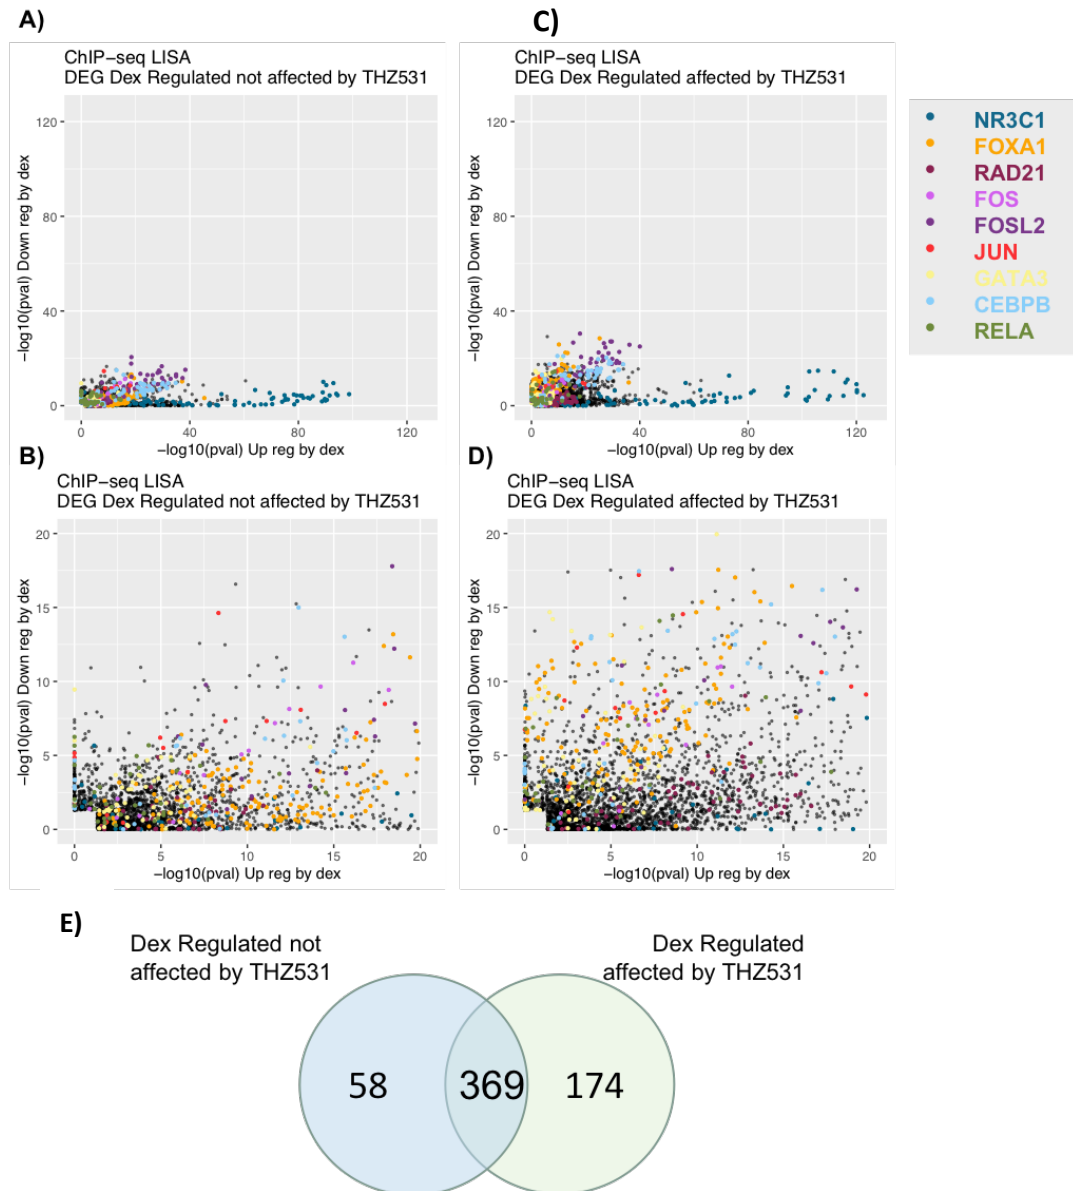 A)
ChIP−seq LISA
DEG Dex Regulated not affected by THZ531
120
80
40
0
−log10(pval) Down reg by dex
0 40 80 120
−log10(pval) Up reg by dex
C)
ChIP−seq LISA
DEG Dex Regulated affected by THZ531
120
80
40
0
−log10(pval) Down reg by dex
0 40 80 120
−log10(pval) Up reg by dex
NR3C1
FOXA1
RAD21
FOS
FOSL2
JUN
GATA3
CEBPB
RELA
B)
ChIP−seq LISA
DEG Dex Regulated not affected by THZ531
20
15
10
5
0
−log10(pval) Down reg by dex
0 5 10 15 20
−log10(pval) Up reg by dex
D)
ChIP−seq LISA
DEG Dex Regulated affected by THZ531
20
15
10
5
0
−log10(pval) Down reg by dex
0 5 10 15 20
−log10(pval) Up reg by dex
E)
Dex Regulated not
affected by THZ531
Dex Regulated
affected by THZ531
58 369 174